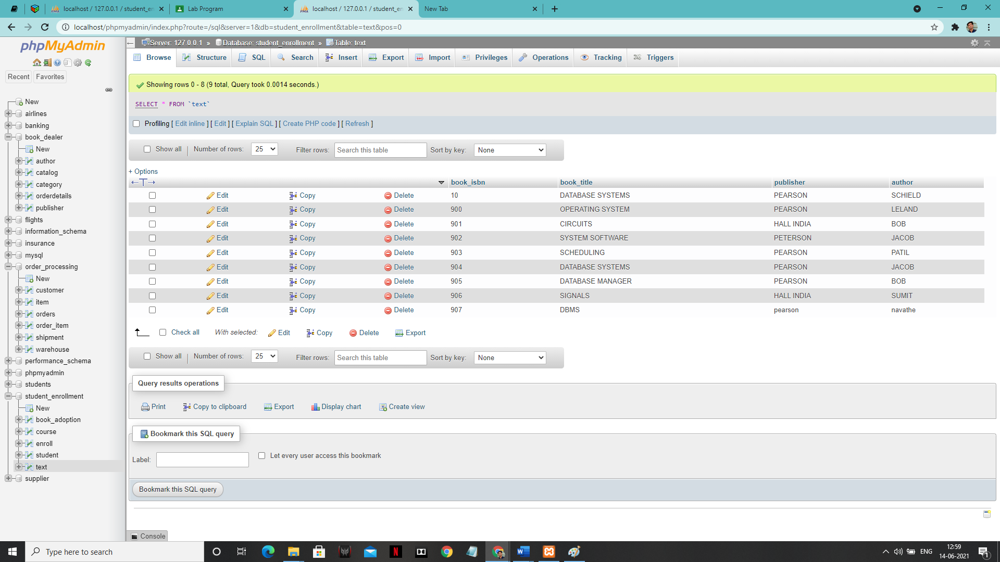 localhost / 127.0.0.1 / student_en
Lab Program
localhost / 127.0.0.1 / student_en
New Tab
localhost/phpmyadmin/index.php?route=/sql&server=1&db=student_enrollment&table=text&pos=0
phpMyAdmin
Recent
Favorites
New
airlines
banking
book_dealer
New
author
catalog
category
orderdetails
publisher
flights
information_schema
insurance
mysql
order_processing
New
customer
item
orders
order_item
shipment
warehouse
performance_schema
phpmyadmin
students
student_enrollment
New
book_adoption
course
enroll
student
text
supplier
Server: 127.0.0.1 » Database: student_enrollment » Table: text
Browse Structure SQL Search Insert Export Import Privileges Operations Tracking Triggers
Showing rows 0 - 8 (9 total, Query took 0.0014 seconds.)
SELECT * FROM `text`
Profiling [ Edit inline ] [ Edit ] [ Explain SQL ] [ Create PHP code ] [ Refresh ]
Show all Number of rows: 25 Filter rows: Search this table Sort by key: None
+ Options
book_isbn book_title publisher author
Edit Copy Delete 10 DATABASE SYSTEMS PEARSON SCHIELD
Edit Copy Delete 900 OPERATING SYSTEM PEARSON LELAND
Edit Copy Delete 901 CIRCUITS HALL INDIA BOB
Edit Copy Delete 902 SYSTEM SOFTWARE PETERSON JACOB
Edit Copy Delete 903 SCHEDULING PEARSON PATIL
Edit Copy Delete 904 DATABASE SYSTEMS PEARSON JACOB
Edit Copy Delete 905 DATABASE MANAGER PEARSON BOB
Edit Copy Delete 906 SIGNALS HALL INDIA SUMIT
Edit Copy Delete 907 DBMS pearson navathe
Check all With selected: Edit Copy Delete Export
Show all Number of rows: 25 Filter rows: Search this table Sort by key: None
Query results operations
Print Copy to clipboard Export Display chart Create view
Bookmark this SQL query
Label: Let every user access this bookmark
Bookmark this SQL query
Console
Type here to search
ENG
12:59
14-06-2021
1